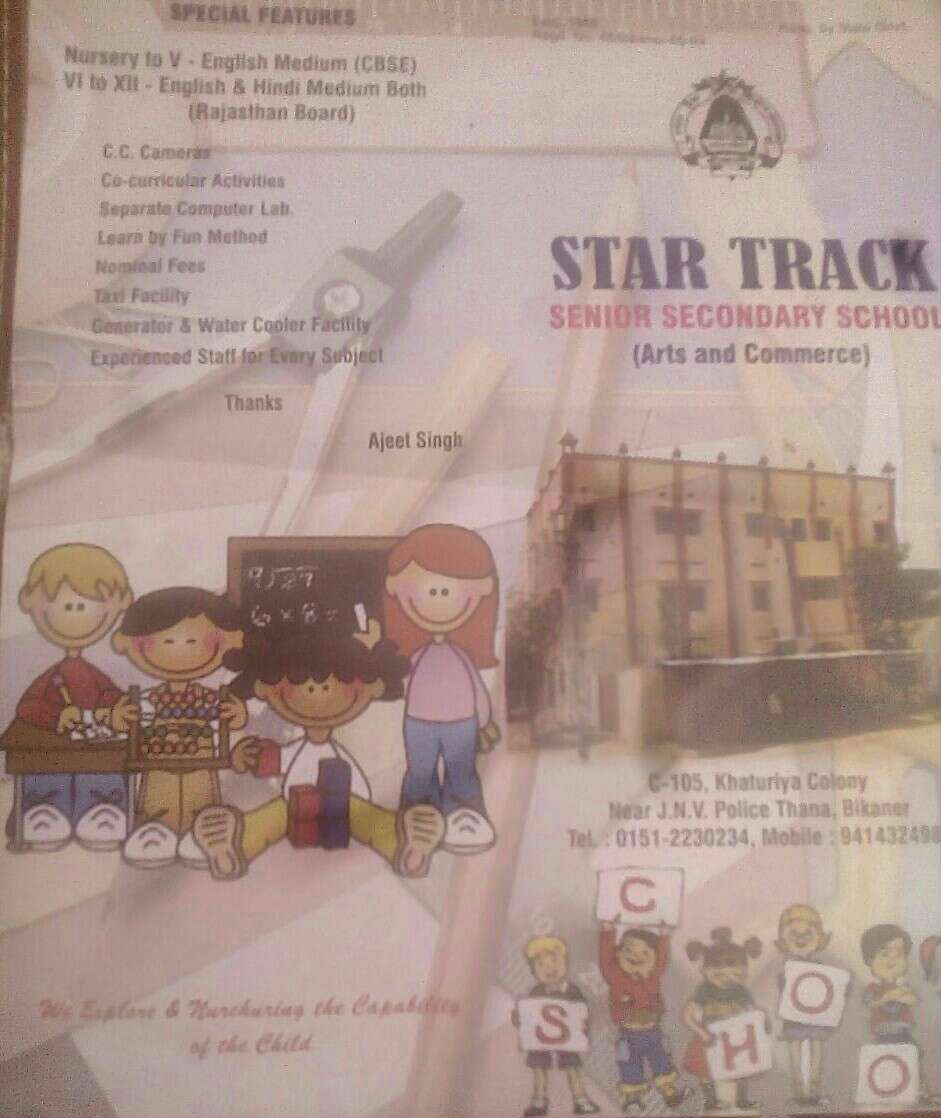 SPECIAL FEATURES
Nursery to V - English Medium (CBSE)
VI to XII - English & Hindi Medium Both
(Rajasthan Board)
C.C. Cameras
Co-curricular Activities
Separate Computer Lab.
Learn by Fun Method
Nominal Fees
Taxi Facility
Generator & Water Cooler Facility
Experienced Staff for Every Subject
Thanks
Ajeet Singh
9 27
6 x 8 =
We Explore & Nurchuring the Capability
of the Child
STAR TRACK
SENIOR SECONDARY SCHOOL
(Arts and Commerce)
C-105, Khaturiya Colony
Near J.N.V. Police Thana, Bikaner
Tel. : 0151-2230234, Mobile : 941432498
S C H O O